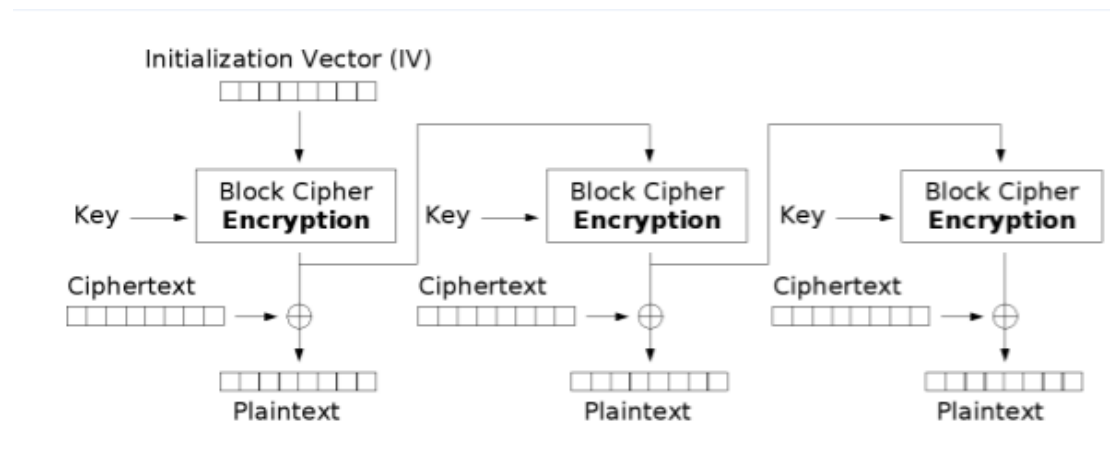 Initialization Vector (IV)
Key
Block Cipher
Encryption
Key
Block Cipher
Encryption
Key
Block Cipher
Encryption
Ciphertext
Ciphertext
Ciphertext
Plaintext
Plaintext
Plaintext